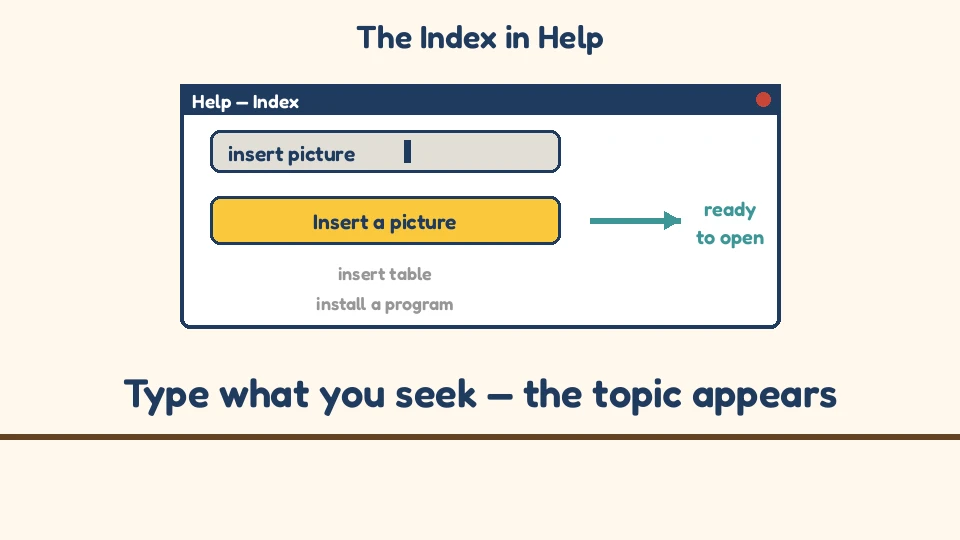 The Index in Help
Help — Index
insert picture
Insert a picture
ready
to open
insert table
install a program
Type what you seek — the topic appears